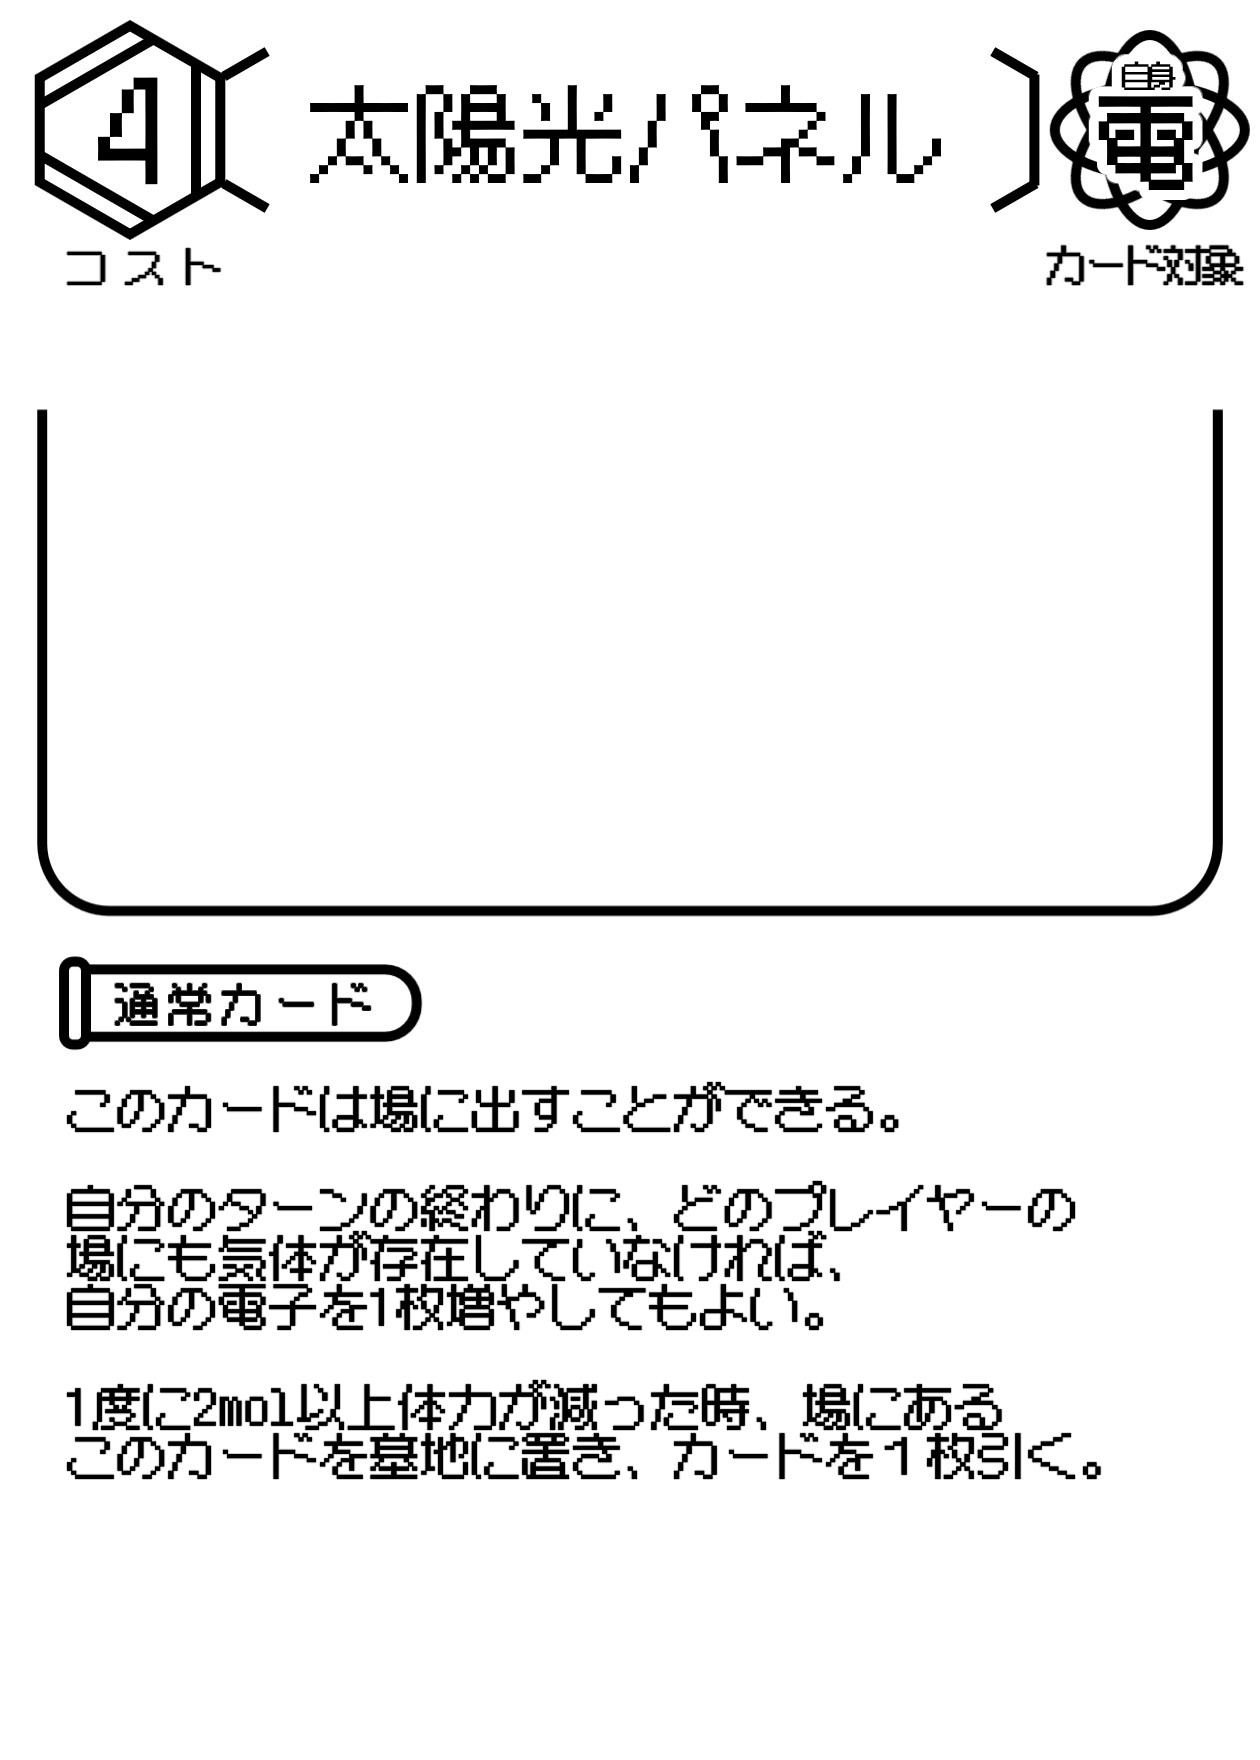 4
太陽光パネル
自身
電
コスト
カード対象
通常カード
このカードは場に出すことができる。
自分のターンの終わりに、どのプレイヤーの
場にも気体が存在していなければ、
自分の電子を1枚増やしてもよい。
1度に2mol以上体力が減った時、場にある
このカードを墓地に置き、カードを１枚引く。